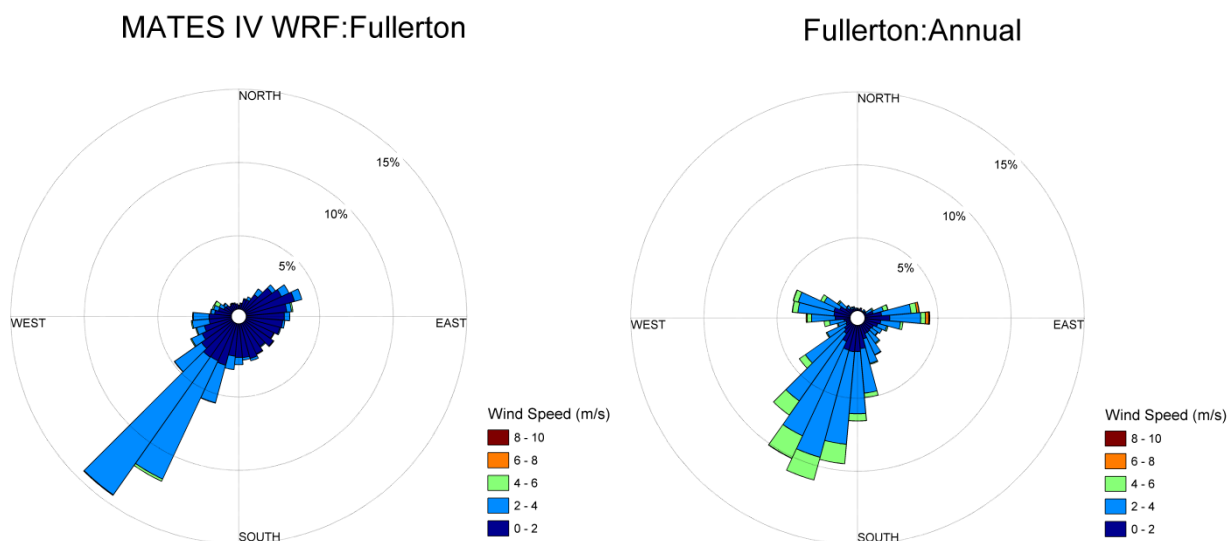 MATES IV WRF:Fullerton
NORTH
15%
10%
5%
WEST
EAST
SOUTH
Wind Speed (m/s)
8 - 10
6 - 8
4 - 6
2 - 4
0 - 2
Fullerton:Annual
NORTH
15%
10%
5%
WEST
EAST
SOUTH
Wind Speed (m/s)
8 - 10
6 - 8
4 - 6
2 - 4
0 - 2